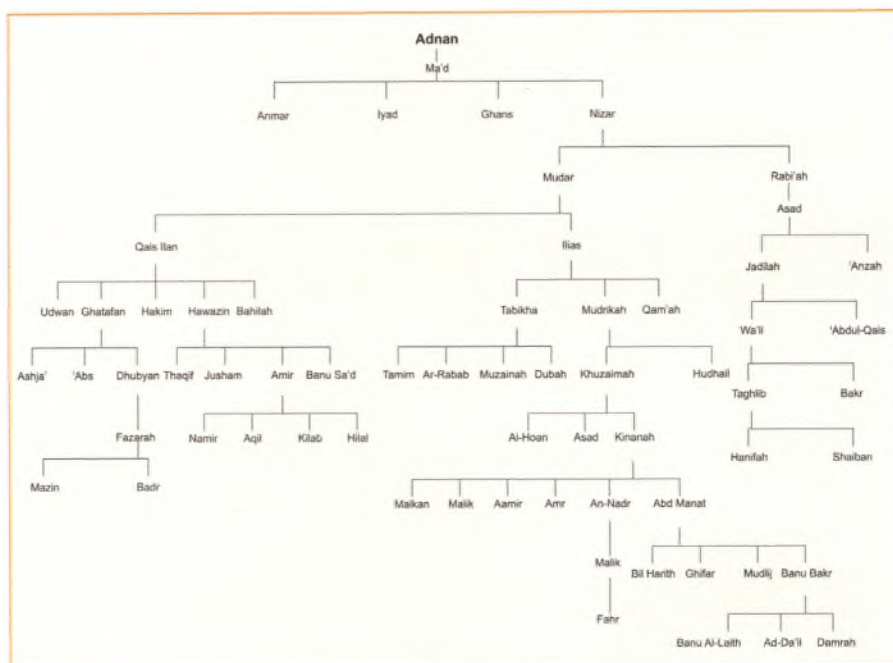 Adnan
Ma'd
Anmar Iyad Ghans Nizar
Mudar Rabi'ah
Asad
Qais Ilan Ilias
Jadilah 'Anzah
Udwan Ghatafan Hakim Hawazin Bahilah Tabikha Mudrikah Qam'ah
Wa'li 'Abdul-Qais
Ashja' 'Abs Dhubyan Thaqif Jusham Amir Banu Sa'd Tamim Ar-Rabab Muzainah Dubah Khuzaimah Hudhail
Taghlib Bakr
Fazarah Namir Aqil Kilab Hilal Al-Hoan Asad Kinanah
Hanifah Shaiban
Mazin Badr
Malkan Malik Aamir Amr An-Nadr Abd Manat
Malik Bil Harith Ghifar Mudlij Banu Bakr
Fahr
Banu Al-Laith Ad-Da'il Damrah